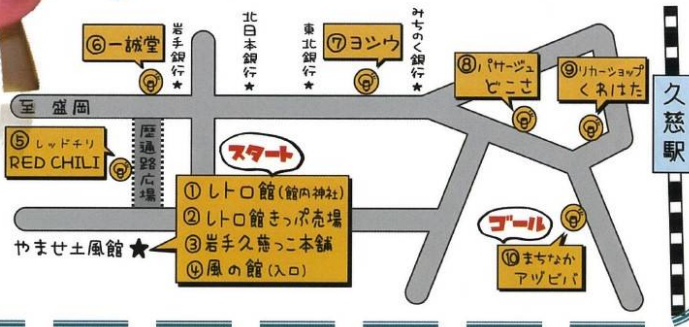 ⑥一誠堂
岩手銀行★
北日本銀行★
東北銀行★
⑦ヨシウ
みちのく銀行★
⑧パサージュ
どこさ
⑨リカーショップ
くわはた
久慈駅
至盛岡
⑤レッドチリ
RED CHILI
歴通路広場
スタート
①レトロ館(館内神社)
②レトロ館きっぷ売場
③岩手久慈っこ本舗
④風の館(入口)
やませ土風館★
ゴール
⑩まちなか
アツビバ